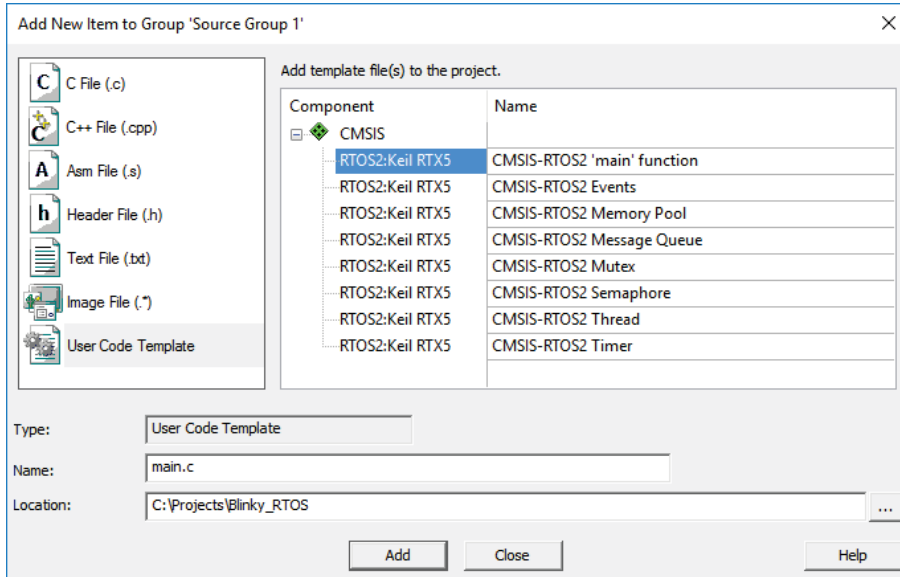 Add New Item to Group 'Source Group 1'
C File (.c)
C++ File (.cpp)
Asm File (.s)
Header File (.h)
Text File (.txt)
Image File (.*)
User Code Template
Add template file(s) to the project.
Component Name
CMSIS
RTOS2:Keil RTX5 CMSIS-RTOS2 'main' function
RTOS2:Keil RTX5 CMSIS-RTOS2 Events
RTOS2:Keil RTX5 CMSIS-RTOS2 Memory Pool
RTOS2:Keil RTX5 CMSIS-RTOS2 Message Queue
RTOS2:Keil RTX5 CMSIS-RTOS2 Mutex
RTOS2:Keil RTX5 CMSIS-RTOS2 Semaphore
RTOS2:Keil RTX5 CMSIS-RTOS2 Thread
RTOS2:Keil RTX5 CMSIS-RTOS2 Timer
Type: User Code Template
Name: main.c
Location: C:\Projects\Blinky_RTOS ...
Add Close Help